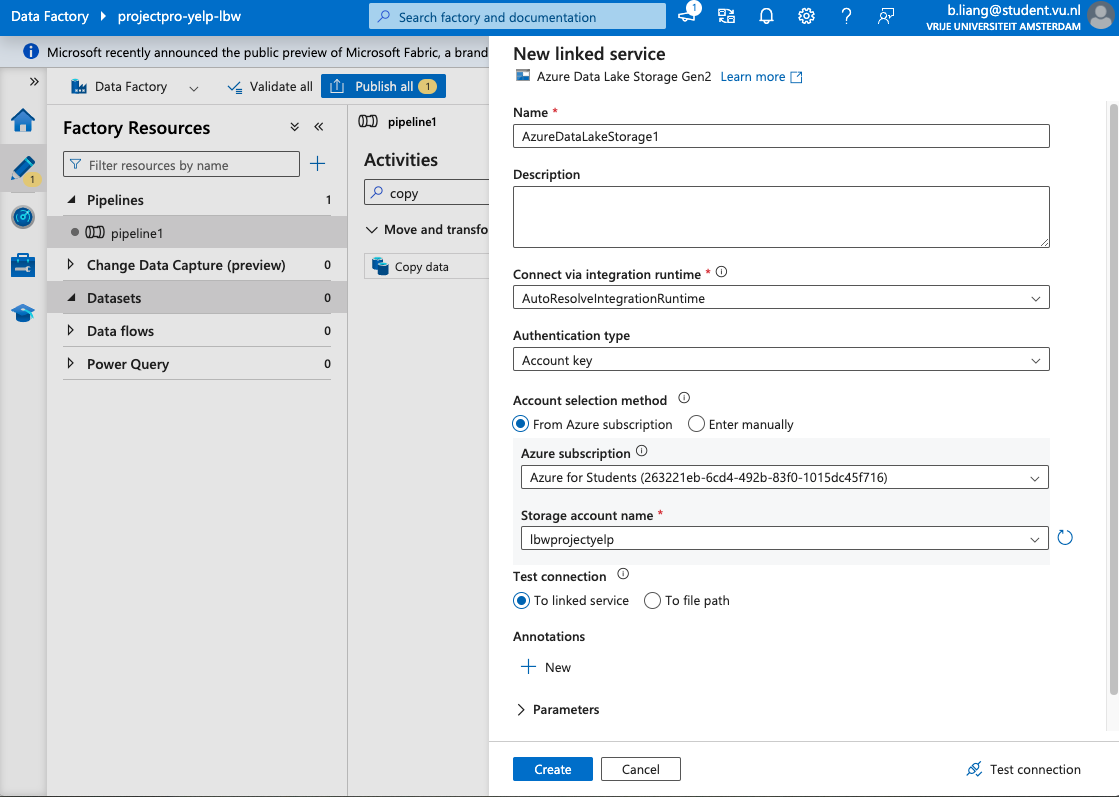 Data Factory projectpro-yelp-lbw
Search factory and documentation
1
b.liang@student.vu.nl
VRIJE UNIVERSITEIT AMSTERDAM
Microsoft recently announced the public preview of Microsoft Fabric, a brand
Data Factory
Validate all
Publish all 1
1
Factory Resources
Filter resources by name
Pipelines 1
pipeline1
Change Data Capture (preview) 0
Datasets 0
Data flows 0
Power Query 0
pipeline1
Activities
copy
Move and transfo
Copy data
New linked service
Azure Data Lake Storage Gen2 Learn more
Name *
AzureDataLakeStorage1
Description
Connect via integration runtime *
AutoResolveIntegrationRuntime
Authentication type
Account key
Account selection method
From Azure subscription Enter manually
Azure subscription
Azure for Students (263221eb-6cd4-492b-83f0-1015dc45f716)
Storage account name *
lbwprojectyelp
Test connection
To linked service To file path
Annotations
New
Parameters
Create Cancel Test connection